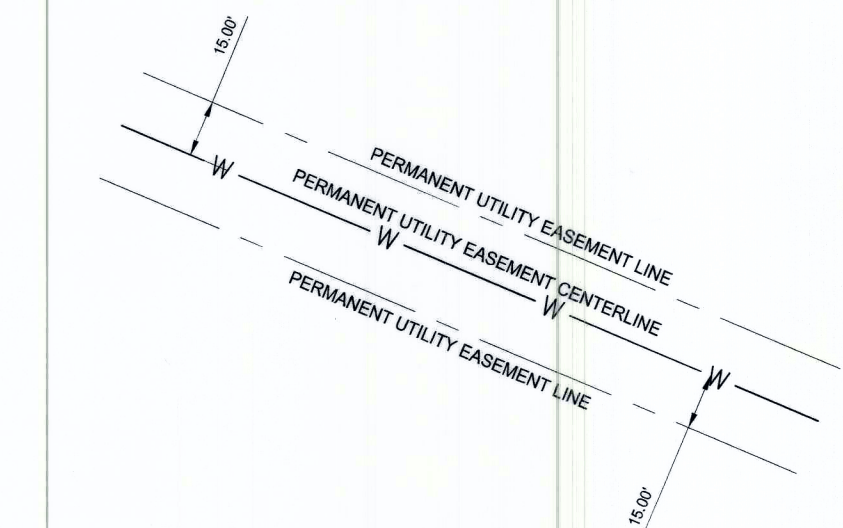 15.00'
PERMANENT UTILITY EASEMENT LINE
W
PERMANENT UTILITY EASEMENT CENTERLINE
W
W
W
PERMANENT UTILITY EASEMENT LINE
15.00'